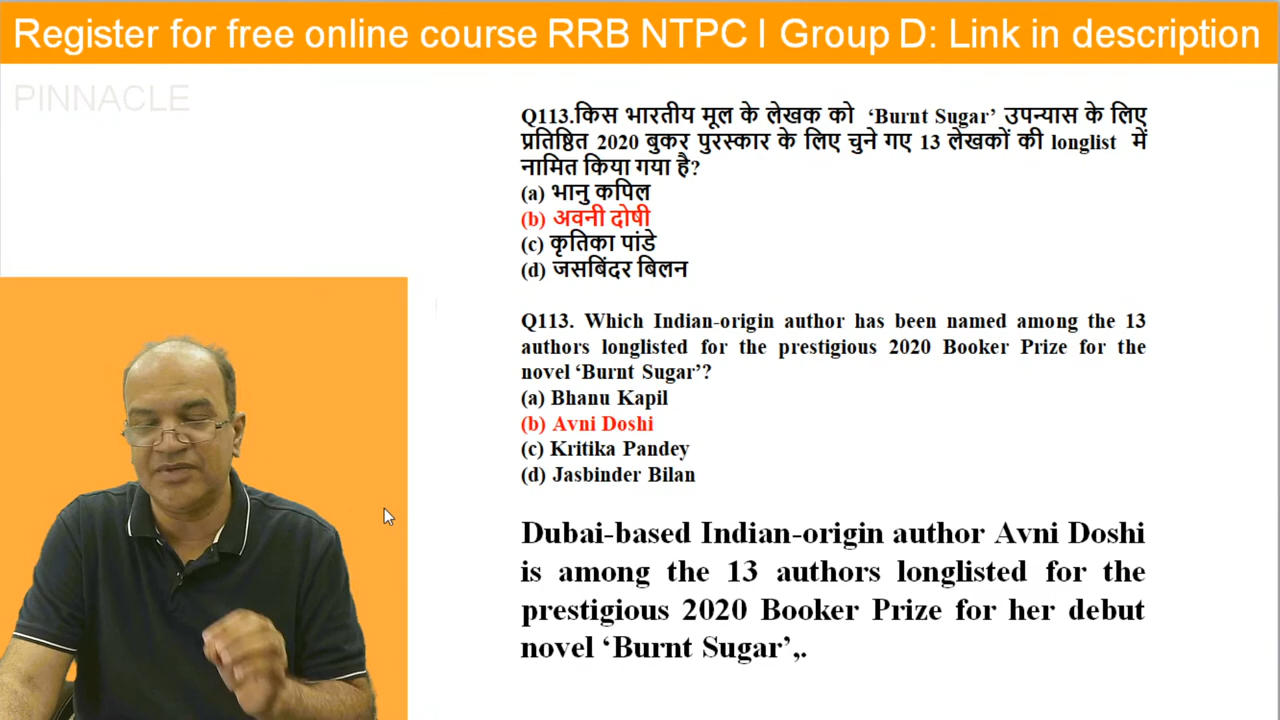 Register for free online course RRB NTPC I Group D: Link in description
PINNACLE
Q113.किस भारतीय मूल के लेखक को ‘Burnt Sugar’ उपन्यास के लिए
प्रतिष्ठित 2020 बुकर पुरस्कार के लिए चुने गए 13 लेखकों की longlist में
नामित किया गया है?
(a) भानु कपिल
(b) अवनी दोषी
(c) कृतिका पांडे
(d) जसबिंदर बिलन
Q113. Which Indian-origin author has been named among the 13
authors longlisted for the prestigious 2020 Booker Prize for the
novel ‘Burnt Sugar’?
(a) Bhanu Kapil
(b) Avni Doshi
(c) Kritika Pandey
(d) Jasbinder Bilan
Dubai-based Indian-origin author Avni Doshi
is among the 13 authors longlisted for the
prestigious 2020 Booker Prize for her debut
novel ‘Burnt Sugar’,.